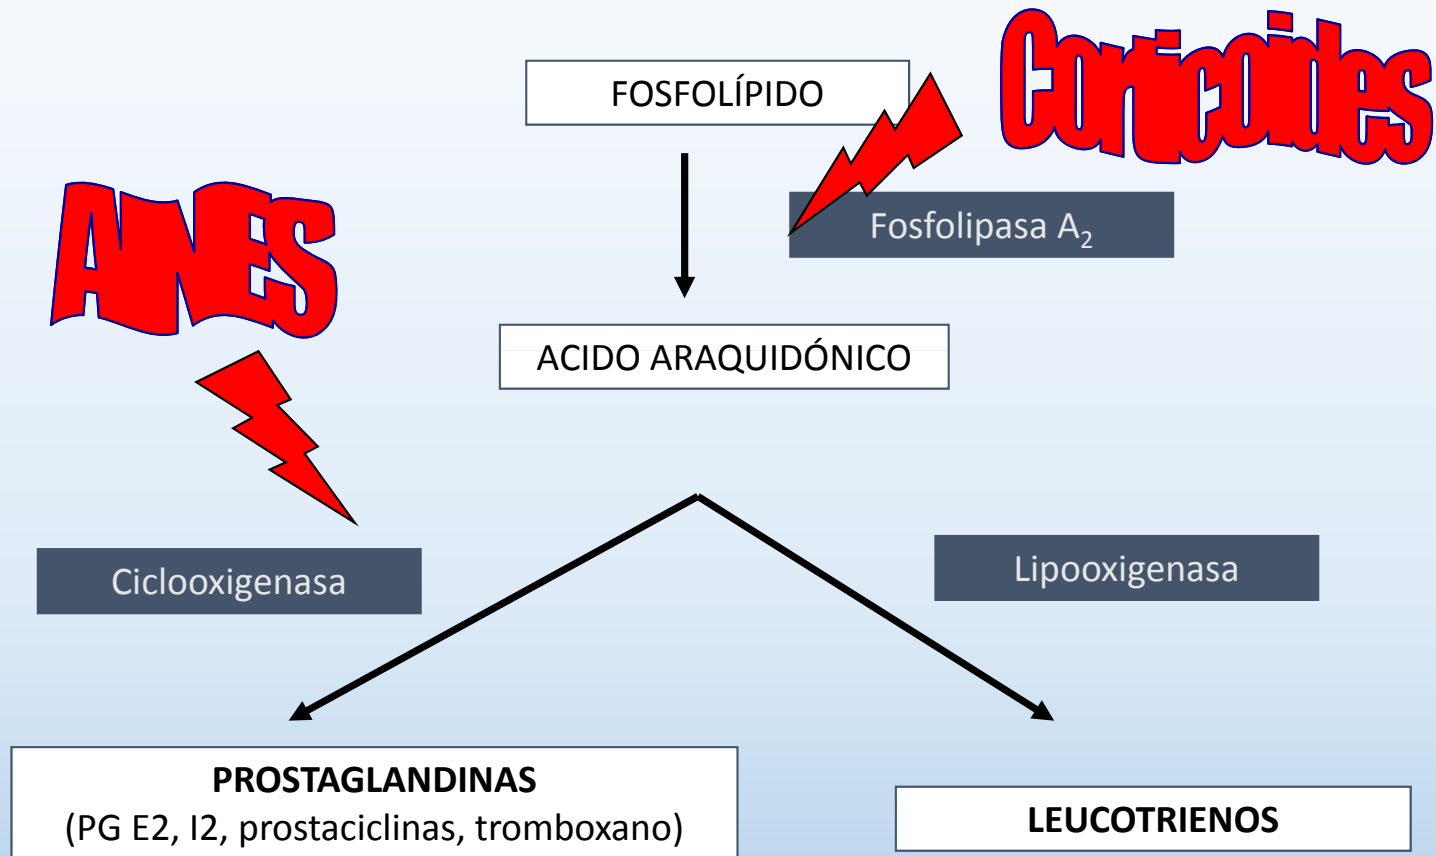 Corticoides
FOSFOLÍPIDO
AINES
Fosfolipasa A₂
ACIDO ARAQUIDÓNICO
Ciclooxigenasa
Lipooxigenasa
PROSTAGLANDINAS
(PG E2, I2, prostaciclinas, tromboxano)
LEUCOTRIENOS